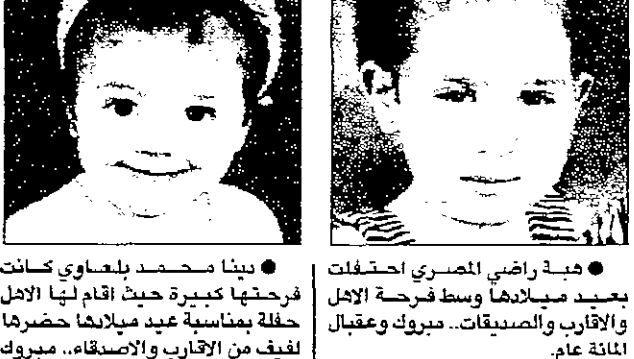 ● هبة راضي المصري احتفلت
بعيد ميلادها وسط فرحة الاهل
والاقارب والصديقات.. مبروك وعقبال
المائة عام.
● دينا محمد بلعاوي كانت
فرحتها كبيرة حيث اقام لها الاهل
حفلة بمناسبة عيد ميلادها حضرها
لفيف من الاقارب والاصدقاء.. مبروك